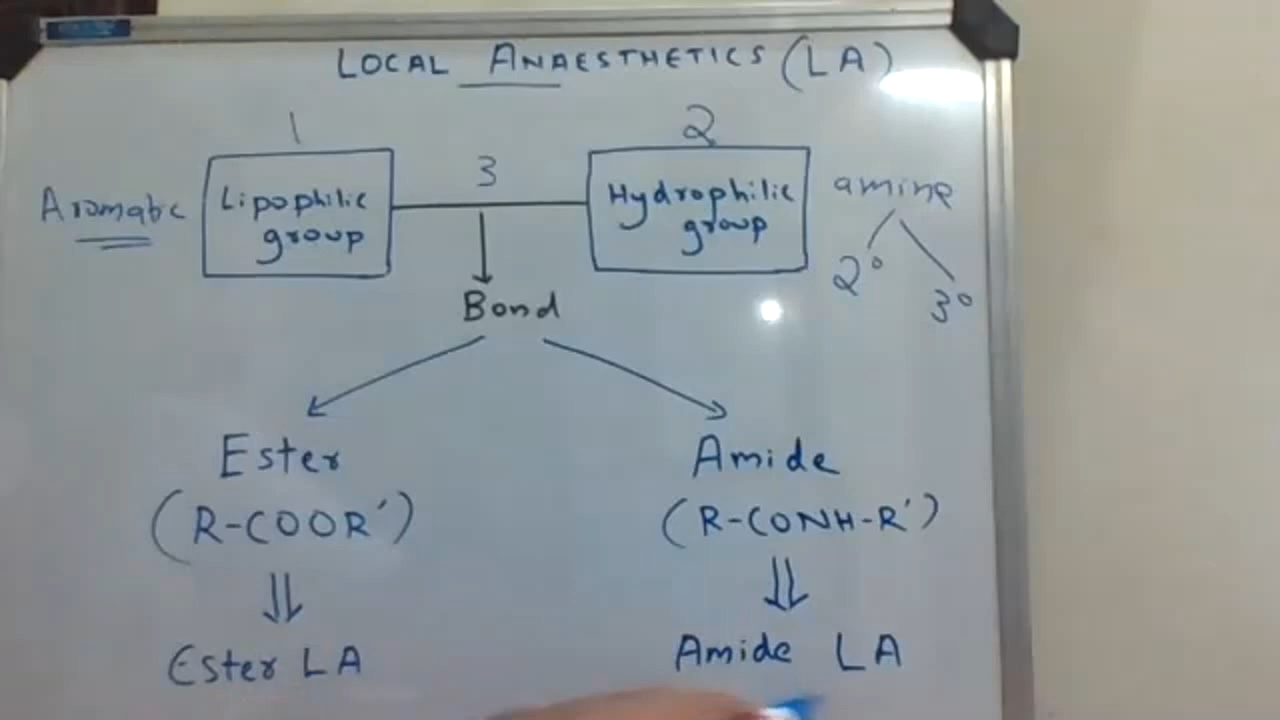 LOCAL ANAESTHETICS (LA)
1
2
3
Aromatic
Lipophilic
group
Hydrophilic
group
amine
2°
3°
Bond
Ester
Amide
(R-COOR')
(R-CONH-R')
Ester LA
Amide LA